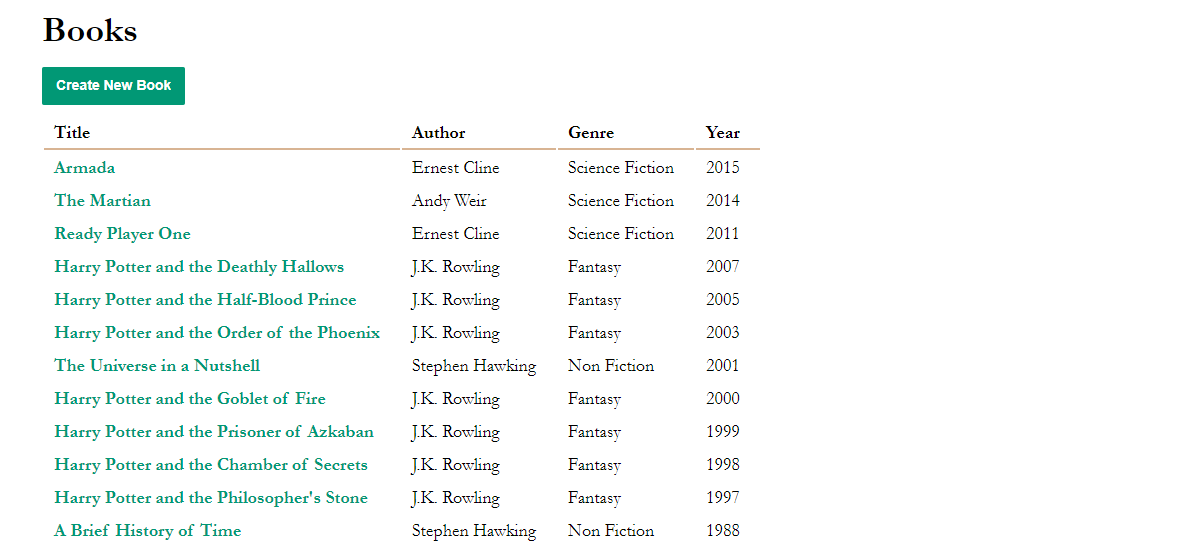 Books
Create New Book
Title Author Genre Year
Armada Ernest Cline Science Fiction 2015
The Martian Andy Weir Science Fiction 2014
Ready Player One Ernest Cline Science Fiction 2011
Harry Potter and the Deathly Hallows J.K. Rowling Fantasy 2007
Harry Potter and the Half-Blood Prince J.K. Rowling Fantasy 2005
Harry Potter and the Order of the Phoenix J.K. Rowling Fantasy 2003
The Universe in a Nutshell Stephen Hawking Non Fiction 2001
Harry Potter and the Goblet of Fire J.K. Rowling Fantasy 2000
Harry Potter and the Prisoner of Azkaban J.K. Rowling Fantasy 1999
Harry Potter and the Chamber of Secrets J.K. Rowling Fantasy 1998
Harry Potter and the Philosopher's Stone J.K. Rowling Fantasy 1997
A Brief History of Time Stephen Hawking Non Fiction 1988